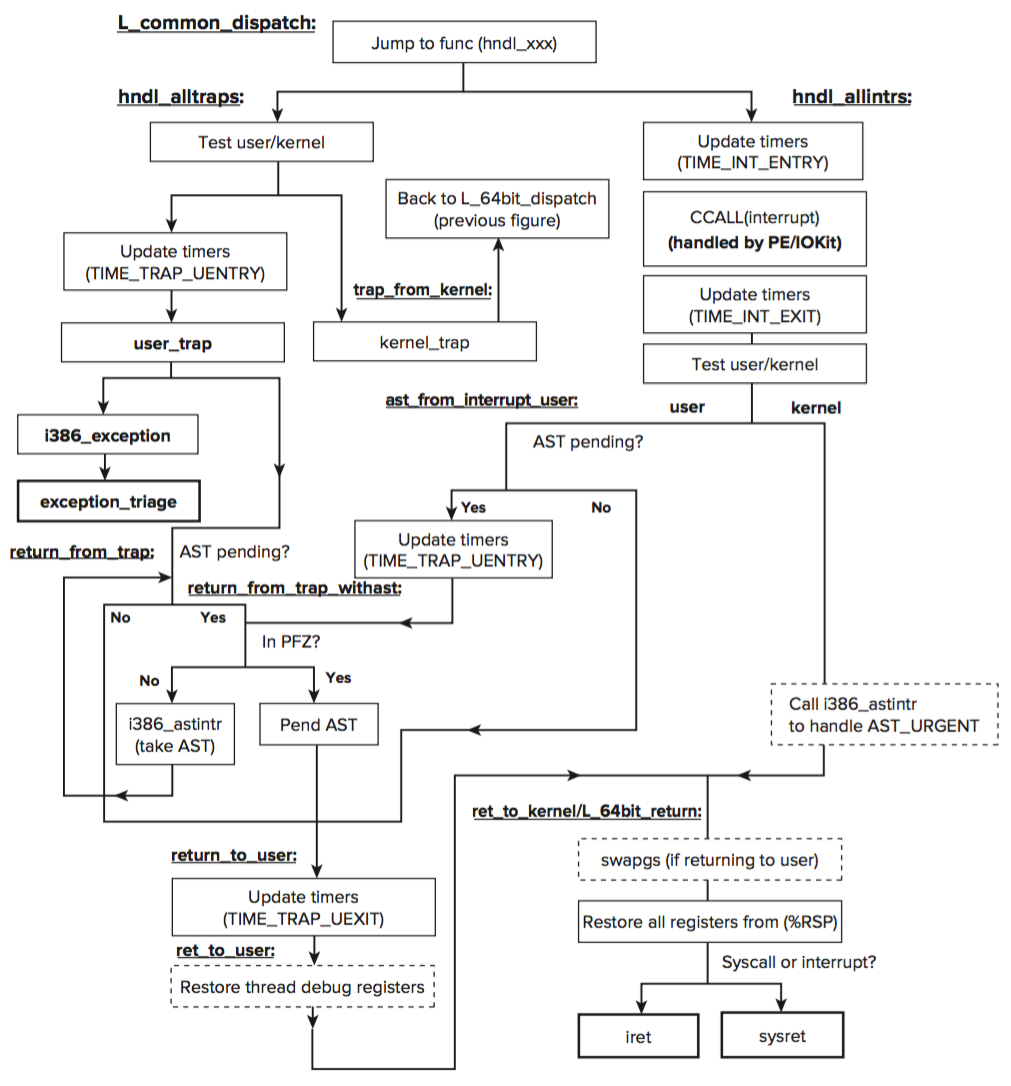 L_common_dispatch:
Jump to func (hndl_xxx)
hndl_alltraps:
hndl_allintrs:
Test user/kernel
Update timers
(TIME_INT_ENTRY)
Back to L_64bit_dispatch
(previous figure)
CCALL(interrupt)
(handled by PE/IOKit)
Update timers
(TIME_TRAP_UENTRY)
trap_from_kernel:
Update timers
(TIME_INT_EXIT)
user_trap
kernel_trap
Test user/kernel
ast_from_interrupt_user:
user
kernel
i386_exception
AST pending?
exception_triage
Yes
No
Update timers
(TIME_TRAP_UENTRY)
return_from_trap:
AST pending?
return_from_trap_withast:
No
Yes
In PFZ?
No
Yes
i386_astintr
(take AST)
Pend AST
Call i386_astintr
to handle AST_URGENT
ret_to_kernel/L_64bit_return:
return_to_user:
swapgs (if returning to user)
Update timers
(TIME_TRAP_UEXIT)
Restore all registers from (%RSP)
ret_to_user:
Syscall or interrupt?
Restore thread debug registers
iret
sysret